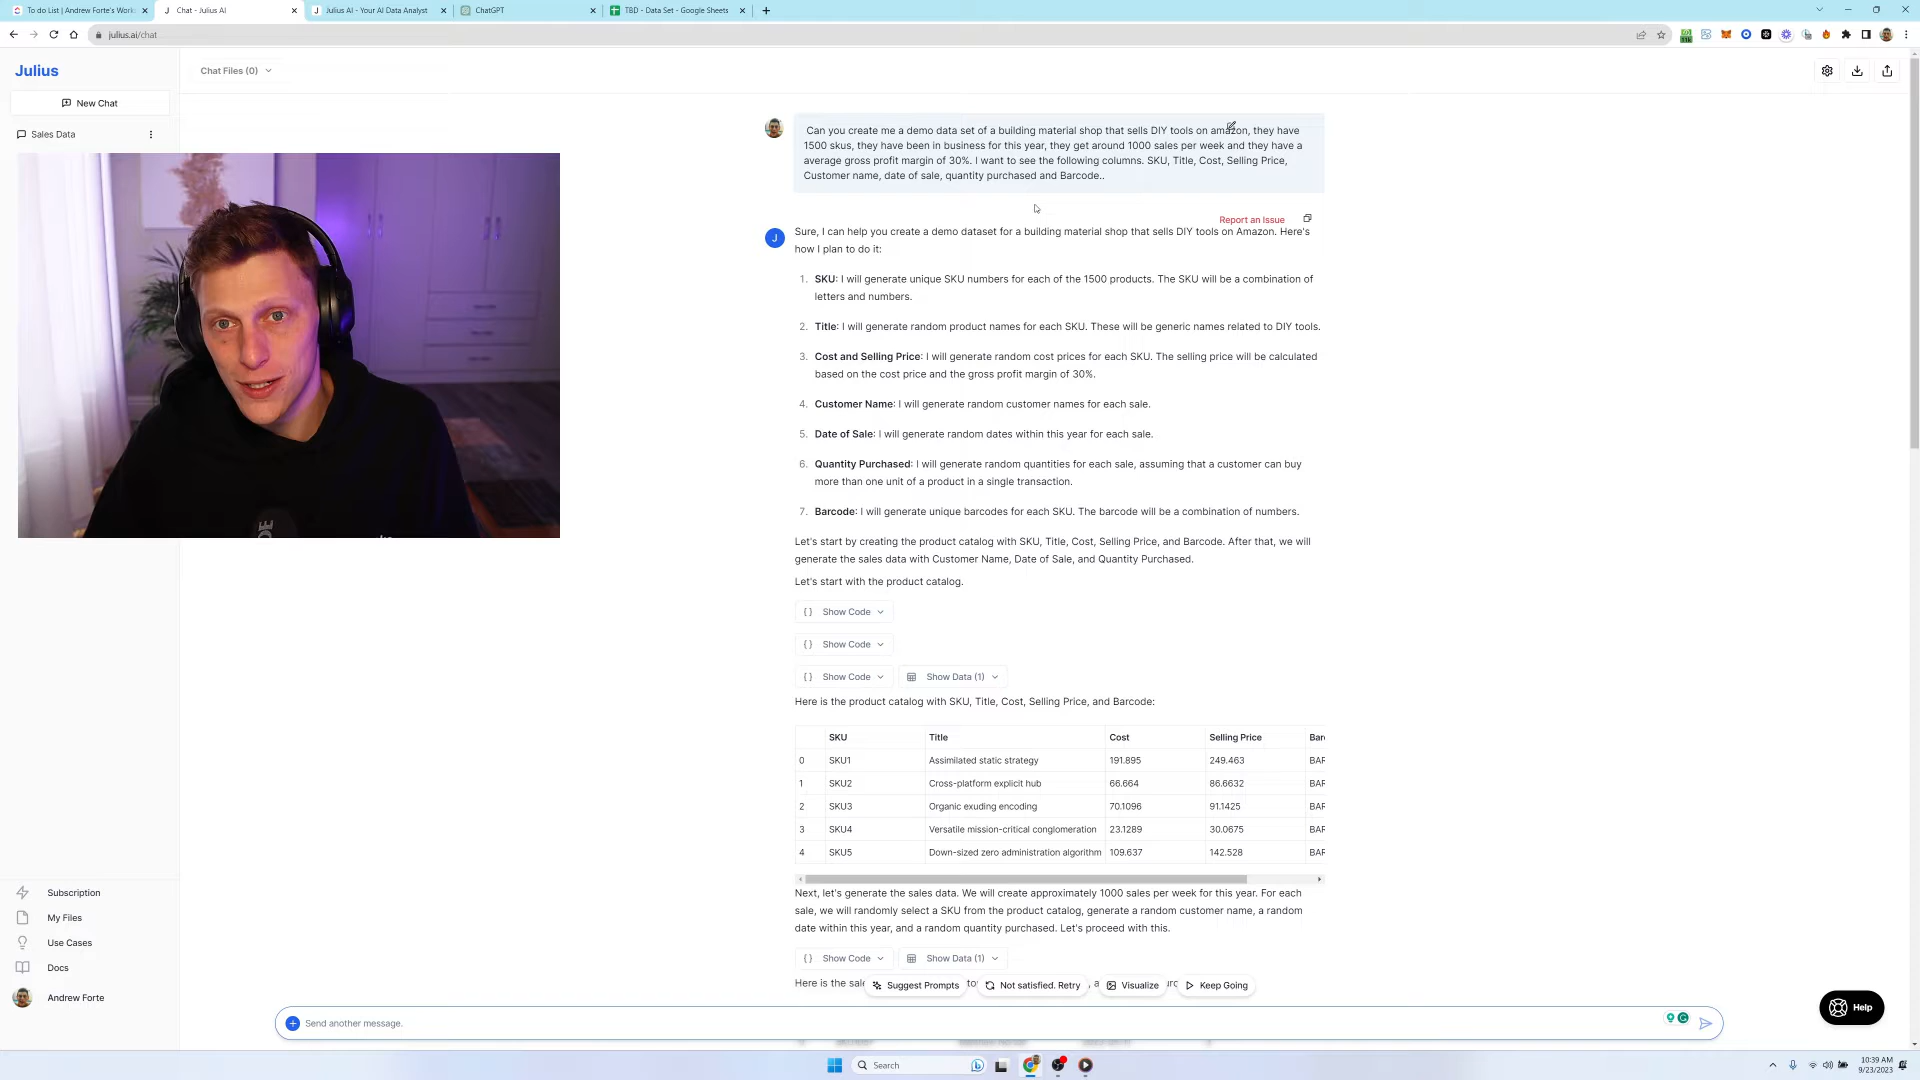 To do List | Andrew Forte's Work
Chat - Julius AI
Julius AI - Your AI Data Analyst
ChatGPT
TBD - Data Set - Google Sheets
julius.ai/chat
Julius
Chat Files (0)
New Chat
Sales Data
Can you create me a demo data set of a building material shop that sells DIY tools on amazon, they have
1500 skus, they have been in business for this year, they get around 1000 sales per week and they have a
average gross profit margin of 30%. I want to see the following columns. SKU, Title, Cost, Selling Price,
Customer name, date of sale, quantity purchased and Barcode..
Report an Issue
J
Sure, I can help you create a demo dataset for a building material shop that sells DIY tools on Amazon. Here's
how I plan to do it:
1. SKU: I will generate unique SKU numbers for each of the 1500 products. The SKU will be a combination of
letters and numbers.
2. Title: I will generate random product names for each SKU. These will be generic names related to DIY tools.
3. Cost and Selling Price: I will generate random cost prices for each SKU. The selling price will be calculated
based on the cost price and the gross profit margin of 30%.
4. Customer Name: I will generate random customer names for each sale.
5. Date of Sale: I will generate random dates within this year for each sale.
6. Quantity Purchased: I will generate random quantities for each sale, assuming that a customer can buy
more than one unit of a product in a single transaction.
7. Barcode: I will generate unique barcodes for each SKU. The barcode will be a combination of numbers.
Let's start by creating the product catalog with SKU, Title, Cost, Selling Price, and Barcode. After that, we will
generate the sales data with Customer Name, Date of Sale, and Quantity Purchased.
Let's start with the product catalog.
{ } Show Code
{ } Show Code
{ } Show Code Show Data (1)
Here is the product catalog with SKU, Title, Cost, Selling Price, and Barcode:
SKU Title Cost Selling Price Bar
0 SKU1 Assimilated static strategy 191.895 249.463 BAR
1 SKU2 Cross-platform explicit hub 66.664 86.6632 BAR
2 SKU3 Organic exuding encoding 70.1096 91.1425 BAR
3 SKU4 Versatile mission-critical conglomeration 23.1289 30.0675 BAR
4 SKU5 Down-sized zero administration algorithm 109.637 142.528 BAR
Next, let's generate the sales data. We will create approximately 1000 sales per week for this year. For each
sale, we will randomly select a SKU from the product catalog, generate a random customer name, a random
date within this year, and a random quantity purchased. Let's proceed with this.
{ } Show Code Show Data (1)
Here is the sale
Suggest Prompts
Not satisfied. Retry
Visualize
Keep Going
Subscription
My Files
Use Cases
Docs
Andrew Forte
Send another message.
Help
Search
10:39 AM
9/23/2023